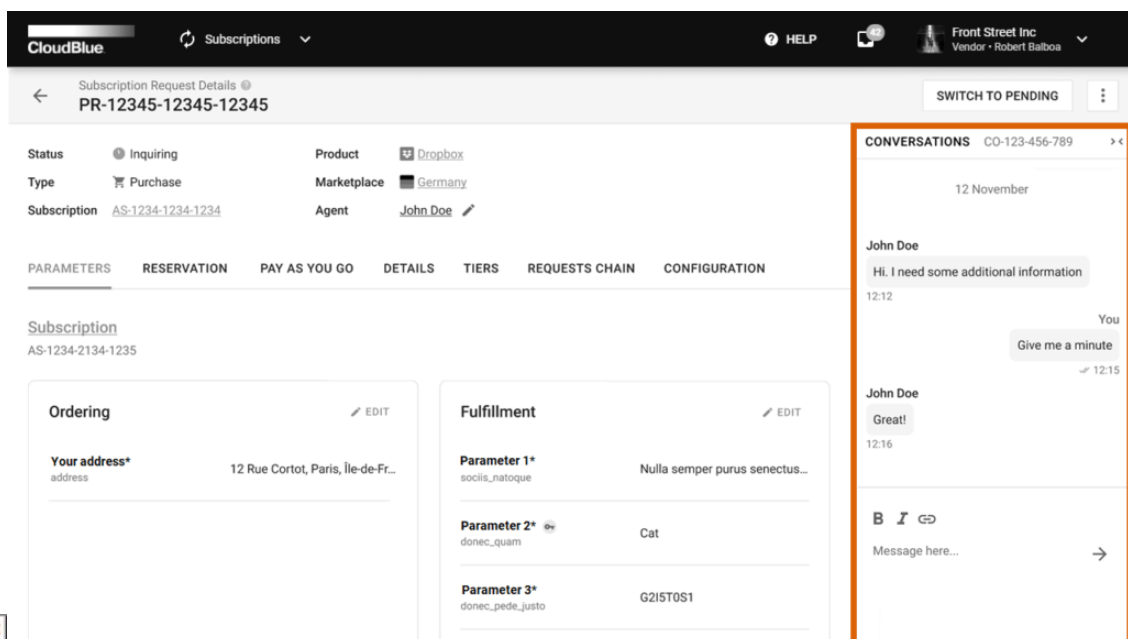 CloudBlue
Subscriptions
HELP
42
Front Street Inc
Vendor • Robert Balboa
Subscription Request Details
PR-12345-12345-12345
SWITCH TO PENDING
Status Inquiring
Product Dropbox
Type Purchase
Marketplace Germany
Subscription AS-1234-1234-1234
Agent John Doe
PARAMETERS RESERVATION PAY AS YOU GO DETAILS TIERS REQUESTS CHAIN CONFIGURATION
Subscription
AS-1234-2134-1235
Ordering EDIT
Your address* 12 Rue Cortot, Paris, Île-de-Fr...
address
Fulfillment EDIT
Parameter 1* Nulla semper purus senectus...
sociis_natoque
Parameter 2* Cat
donec_quam
Parameter 3* G2I5T0S1
donec_pede_justo
CONVERSATIONS CO-123-456-789
12 November
John Doe
Hi. I need some additional information
12:12
You
Give me a minute
12:15
John Doe
Great!
12:16
B I
Message here...